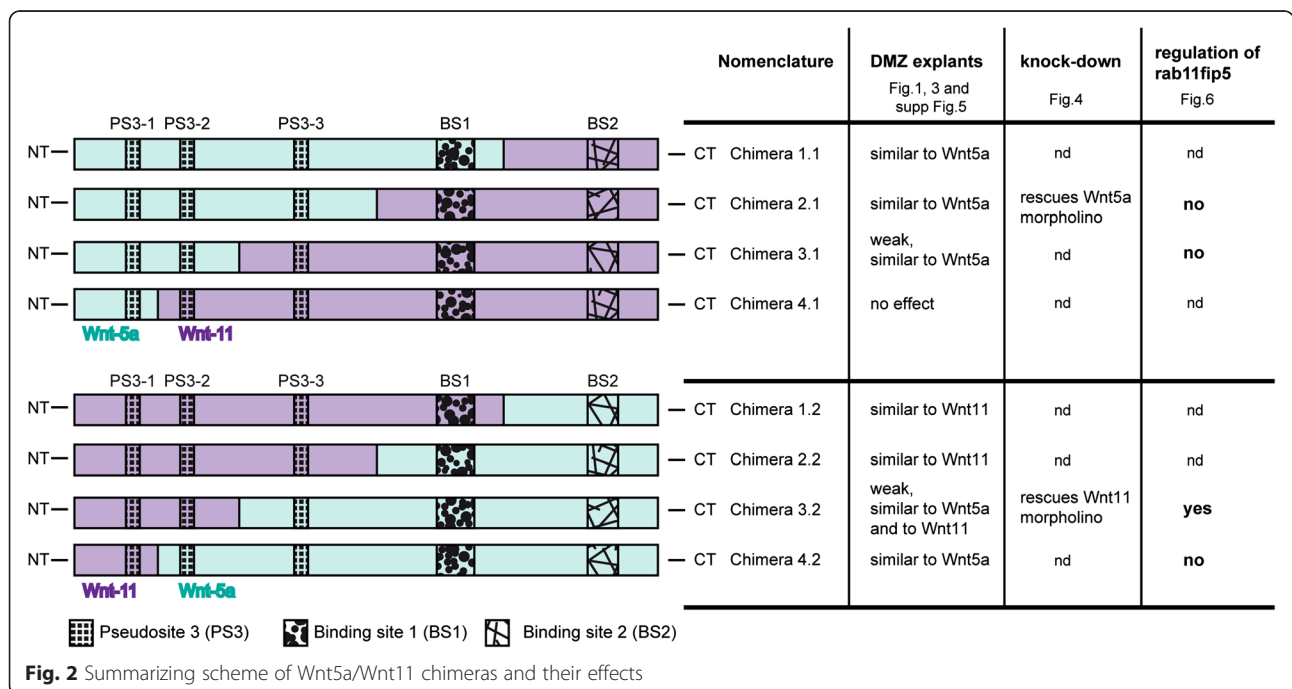 Nomenclature DMZ explants knock-down regulation of rab11fip5
Fig.1, 3 and supp Fig.5 Fig.4 Fig.6
PS3-1 PS3-2 PS3-3 BS1 BS2
NT CT Chimera 1.1 similar to Wnt5a nd nd
NT CT Chimera 2.1 similar to Wnt5a rescues Wnt5a morpholino no
NT CT Chimera 3.1 weak, similar to Wnt5a nd no
NT CT Chimera 4.1 no effect nd nd
Wnt-5a Wnt-11
PS3-1 PS3-2 PS3-3 BS1 BS2
NT CT Chimera 1.2 similar to Wnt11 nd nd
NT CT Chimera 2.2 similar to Wnt11 nd nd
NT CT Chimera 3.2 weak, similar to Wnt5a and to Wnt11 rescues Wnt11 morpholino yes
NT CT Chimera 4.2 similar to Wnt5a nd no
Wnt-11 Wnt-5a
Pseudosite 3 (PS3) Binding site 1 (BS1) Binding site 2 (BS2)
Fig. 2 Summarizing scheme of Wnt5a/Wnt11 chimeras and their effects